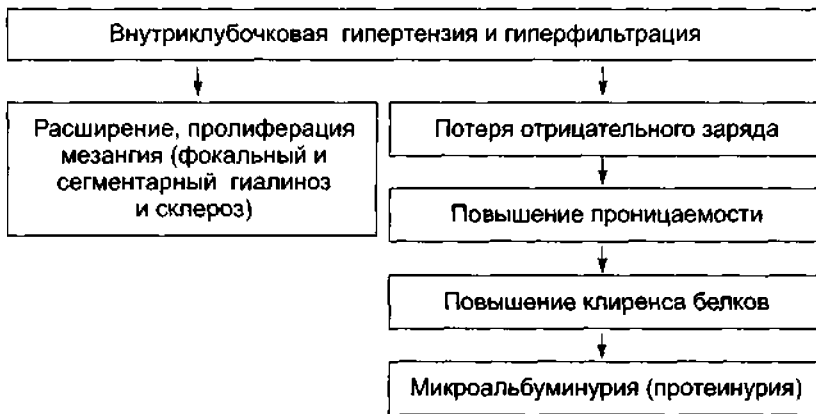 Внутриклубочковая гипертензия и гиперфильтрация
Расширение, пролиферация
мезангия (фокальный и
сегментарный гиалиноз
и склероз)
Потеря отрицательного заряда
Повышение проницаемости
Повышение клиренса белков
Микроальбуминурия (протеинурия)